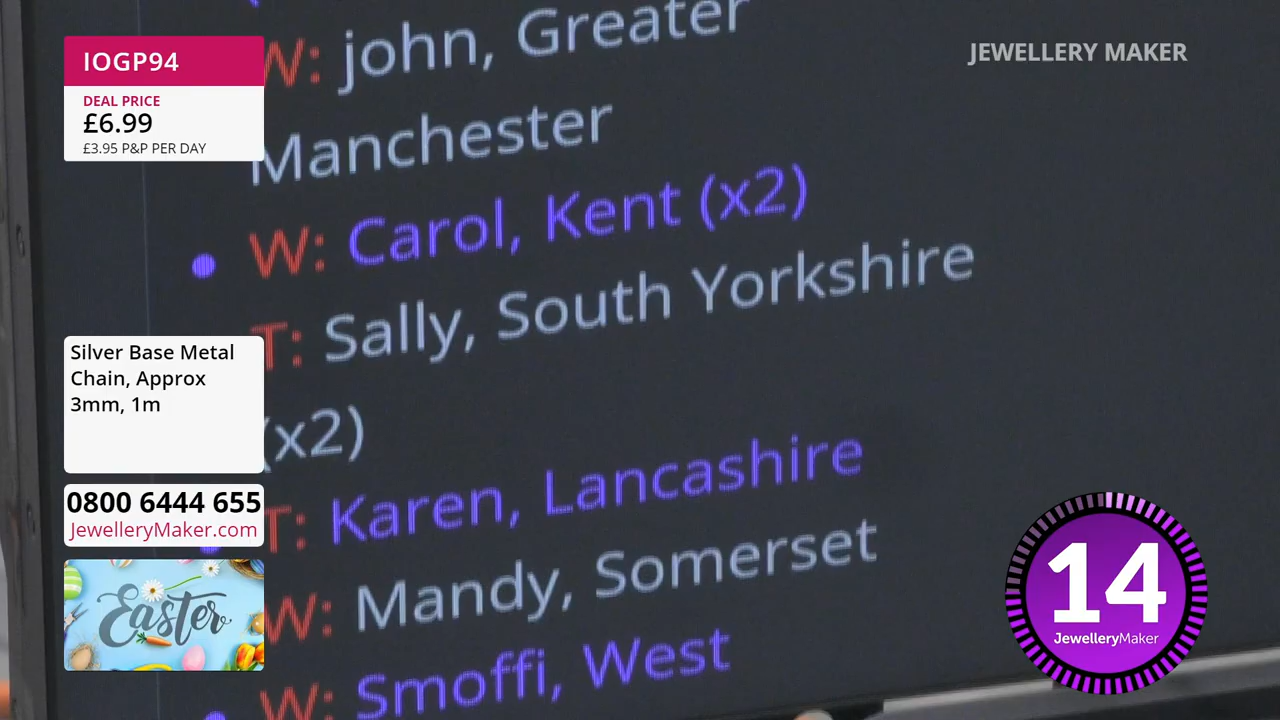 IOGP94
DEAL PRICE
£6.99
£3.95 P&P PER DAY
JEWELLERY MAKER
W: john, Greater
Manchester
W: Carol, Kent (x2)
T: Sally, South Yorkshire
(x2)
T: Karen, Lancashire
W: Mandy, Somerset
W: Smoffi, West
Silver Base Metal
Chain, Approx
3mm, 1m
0800 6444 655
JewelleryMaker.com
Easter
14
JewelleryMaker